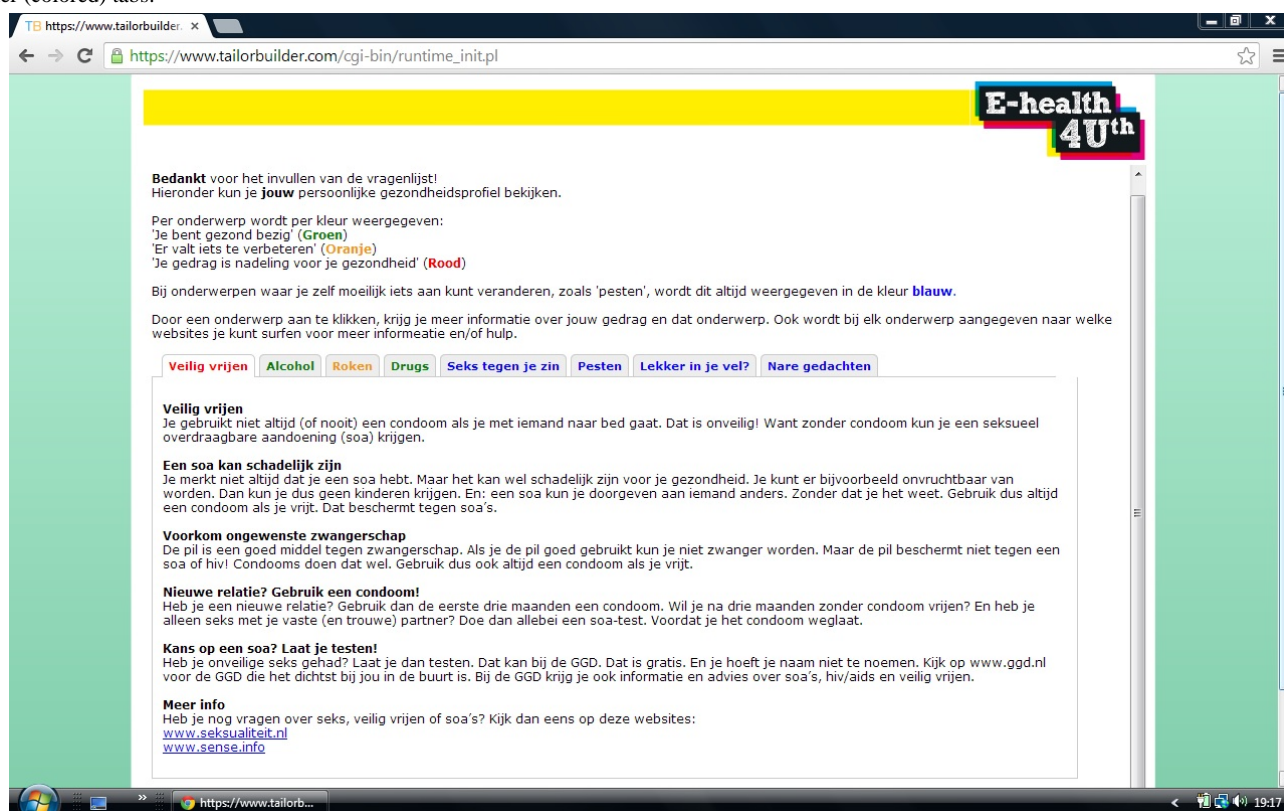 er (colored) tabs.
TB https://www.tailorbuilder. ×
https://www.tailorbuilder.com/cgi-bin/runtime_init.pl
E-health
4Uth
Bedankt voor het invullen van de vragenlijst!
Hieronder kun je jouw persoonlijke gezondheidsprofiel bekijken.
Per onderwerp wordt per kleur weergegeven:
'Je bent gezond bezig' (Groen)
'Er valt iets te verbeteren' (Oranje)
'Je gedrag is nadeling voor je gezondheid' (Rood)
Bij onderwerpen waar je zelf moeilijk iets aan kunt veranderen, zoals 'pesten', wordt dit altijd weergegeven in de kleur blauw.
Door een onderwerp aan te klikken, krijg je meer informatie over jouw gedrag en dat onderwerp. Ook wordt bij elk onderwerp aangegeven naar welke
websites je kunt surfen voor meer informeatie en/of hulp.
Veilig vrijen Alcohol Roken Drugs Seks tegen je zin Pesten Lekker in je vel? Nare gedachten
Veilig vrijen
Je gebruikt niet altijd (of nooit) een condoom als je met iemand naar bed gaat. Dat is onveilig! Want zonder condoom kun je een seksueel
overdraagbare aandoening (soa) krijgen.
Een soa kan schadelijk zijn
Je merkt niet altijd dat je een soa hebt. Maar het kan wel schadelijk zijn voor je gezondheid. Je kunt er bijvoorbeeld onvruchtbaar van
worden. Dan kun je dus geen kinderen krijgen. En: een soa kun je doorgeven aan iemand anders. Zonder dat je het weet. Gebruik dus altijd
een condoom als je vrijt. Dat beschermt tegen soa's.
Voorkom ongewenste zwangerschap
De pil is een goed middel tegen zwangerschap. Als je de pil goed gebruikt kun je niet zwanger worden. Maar de pil beschermt niet tegen een
soa of hiv! Condooms doen dat wel. Gebruik dus ook altijd een condoom als je vrijt.
Nieuwe relatie? Gebruik een condoom!
Heb je een nieuwe relatie? Gebruik dan de eerste drie maanden een condoom. Wil je na drie maanden zonder condoom vrijen? En heb je
alleen seks met je vaste (en trouwe) partner? Doe dan allebei een soa-test. Voordat je het condoom weglaat.
Kans op een soa? Laat je testen!
Heb je onveilige seks gehad? Laat je dan testen. Dat kan bij de GGD. Dat is gratis. En je hoeft je naam niet te noemen. Kijk op www.ggd.nl
voor de GGD die het dichtst bij jou in de buurt is. Bij de GGD krijg je ook informatie en advies over soa's, hiv/aids en veilig vrijen.
Meer info
Heb je nog vragen over seks, veilig vrijen of soa's? Kijk dan eens op deze websites:
www.seksualiteit.nl
www.sense.info
https://www.tailorb... 19:17